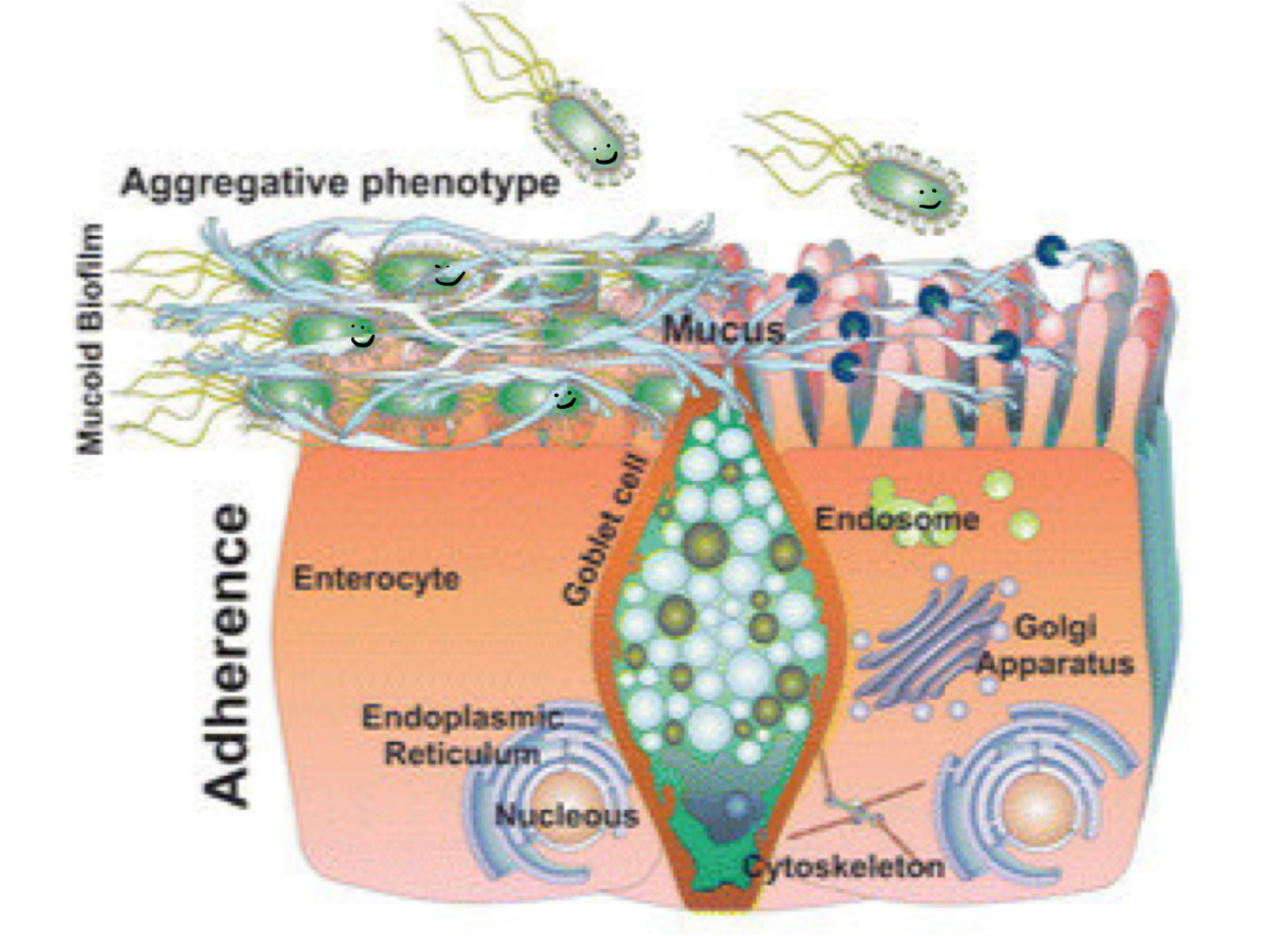 Aggregative phenotype
Mucoid Biofilm
Mucus
Adherence
Goblet cell
Enterocyte
Endosome
Golgi
Apparatus
Endoplasmic
Reticulum
Nucleous
Cytoskeleton